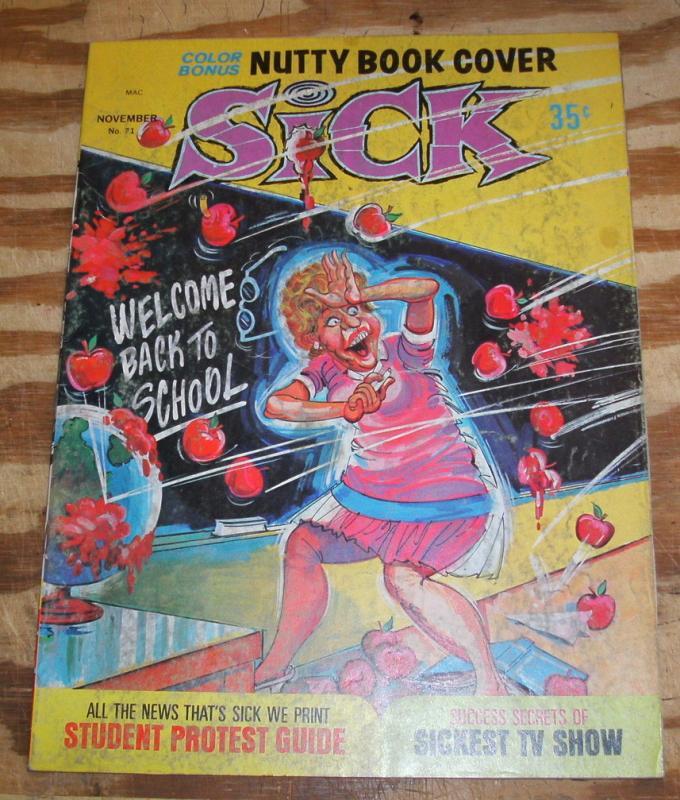 COLOR
BONUS
NUTTY BOOK COVER
MAC
NOVEMBER
No. 71
SiCK
35¢
WELCOME
BACK TO
SCHOOL
ALL THE NEWS THAT'S SICK WE PRINT
STUDENT PROTEST GUIDE
SUCCESS SECRETS OF
SICKEST TV SHOW